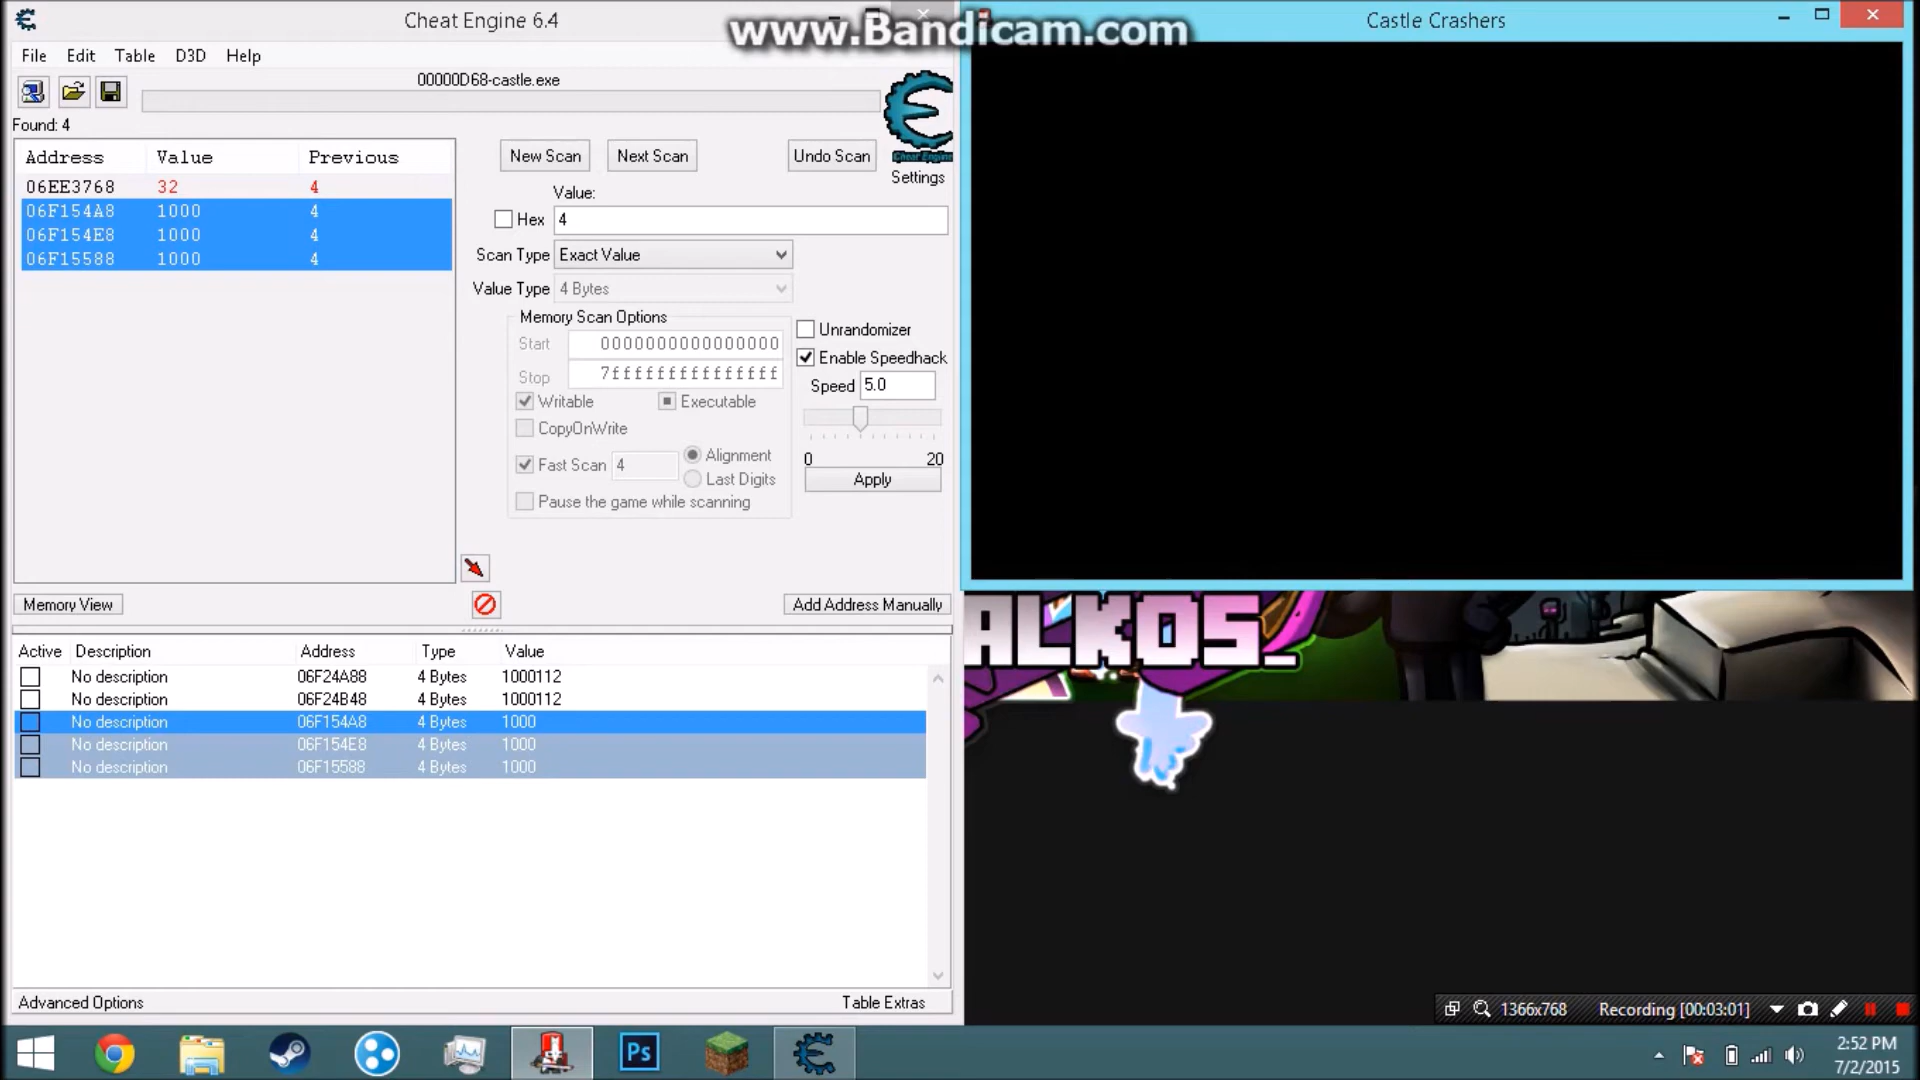 Cheat Engine 6.4
www.Bandicam.com
Castle Crashers
File Edit Table D3D Help
00000D68-castle.exe
Found: 4
Address Value Previous
06EE3768 32 4
06F154A8 1000 4
06F154E8 1000 4
06F15588 1000 4
New Scan Next Scan Undo Scan
Cheat Engine
Settings
Value:
Hex 4
Scan Type Exact Value
Value Type 4 Bytes
Memory Scan Options
Start 0000000000000000
Stop 7fffffffffffffff
Writable Executable
CopyOnWrite
Fast Scan 4 Alignment
Last Digits
Pause the game while scanning
Unrandomizer
Enable Speedhack
Speed 5.0
0 20
Apply
Memory View Add Address Manually
Active Description Address Type Value
No description 06F24A88 4 Bytes 1000112
No description 06F24B48 4 Bytes 1000112
No description 06F154A8 4 Bytes 1000
No description 06F154E8 4 Bytes 1000
No description 06F15588 4 Bytes 1000
Advanced Options Table Extras
ALKOS_
1366x768 Recording [00:03:01]
Ps
2:52 PM
7/2/2015